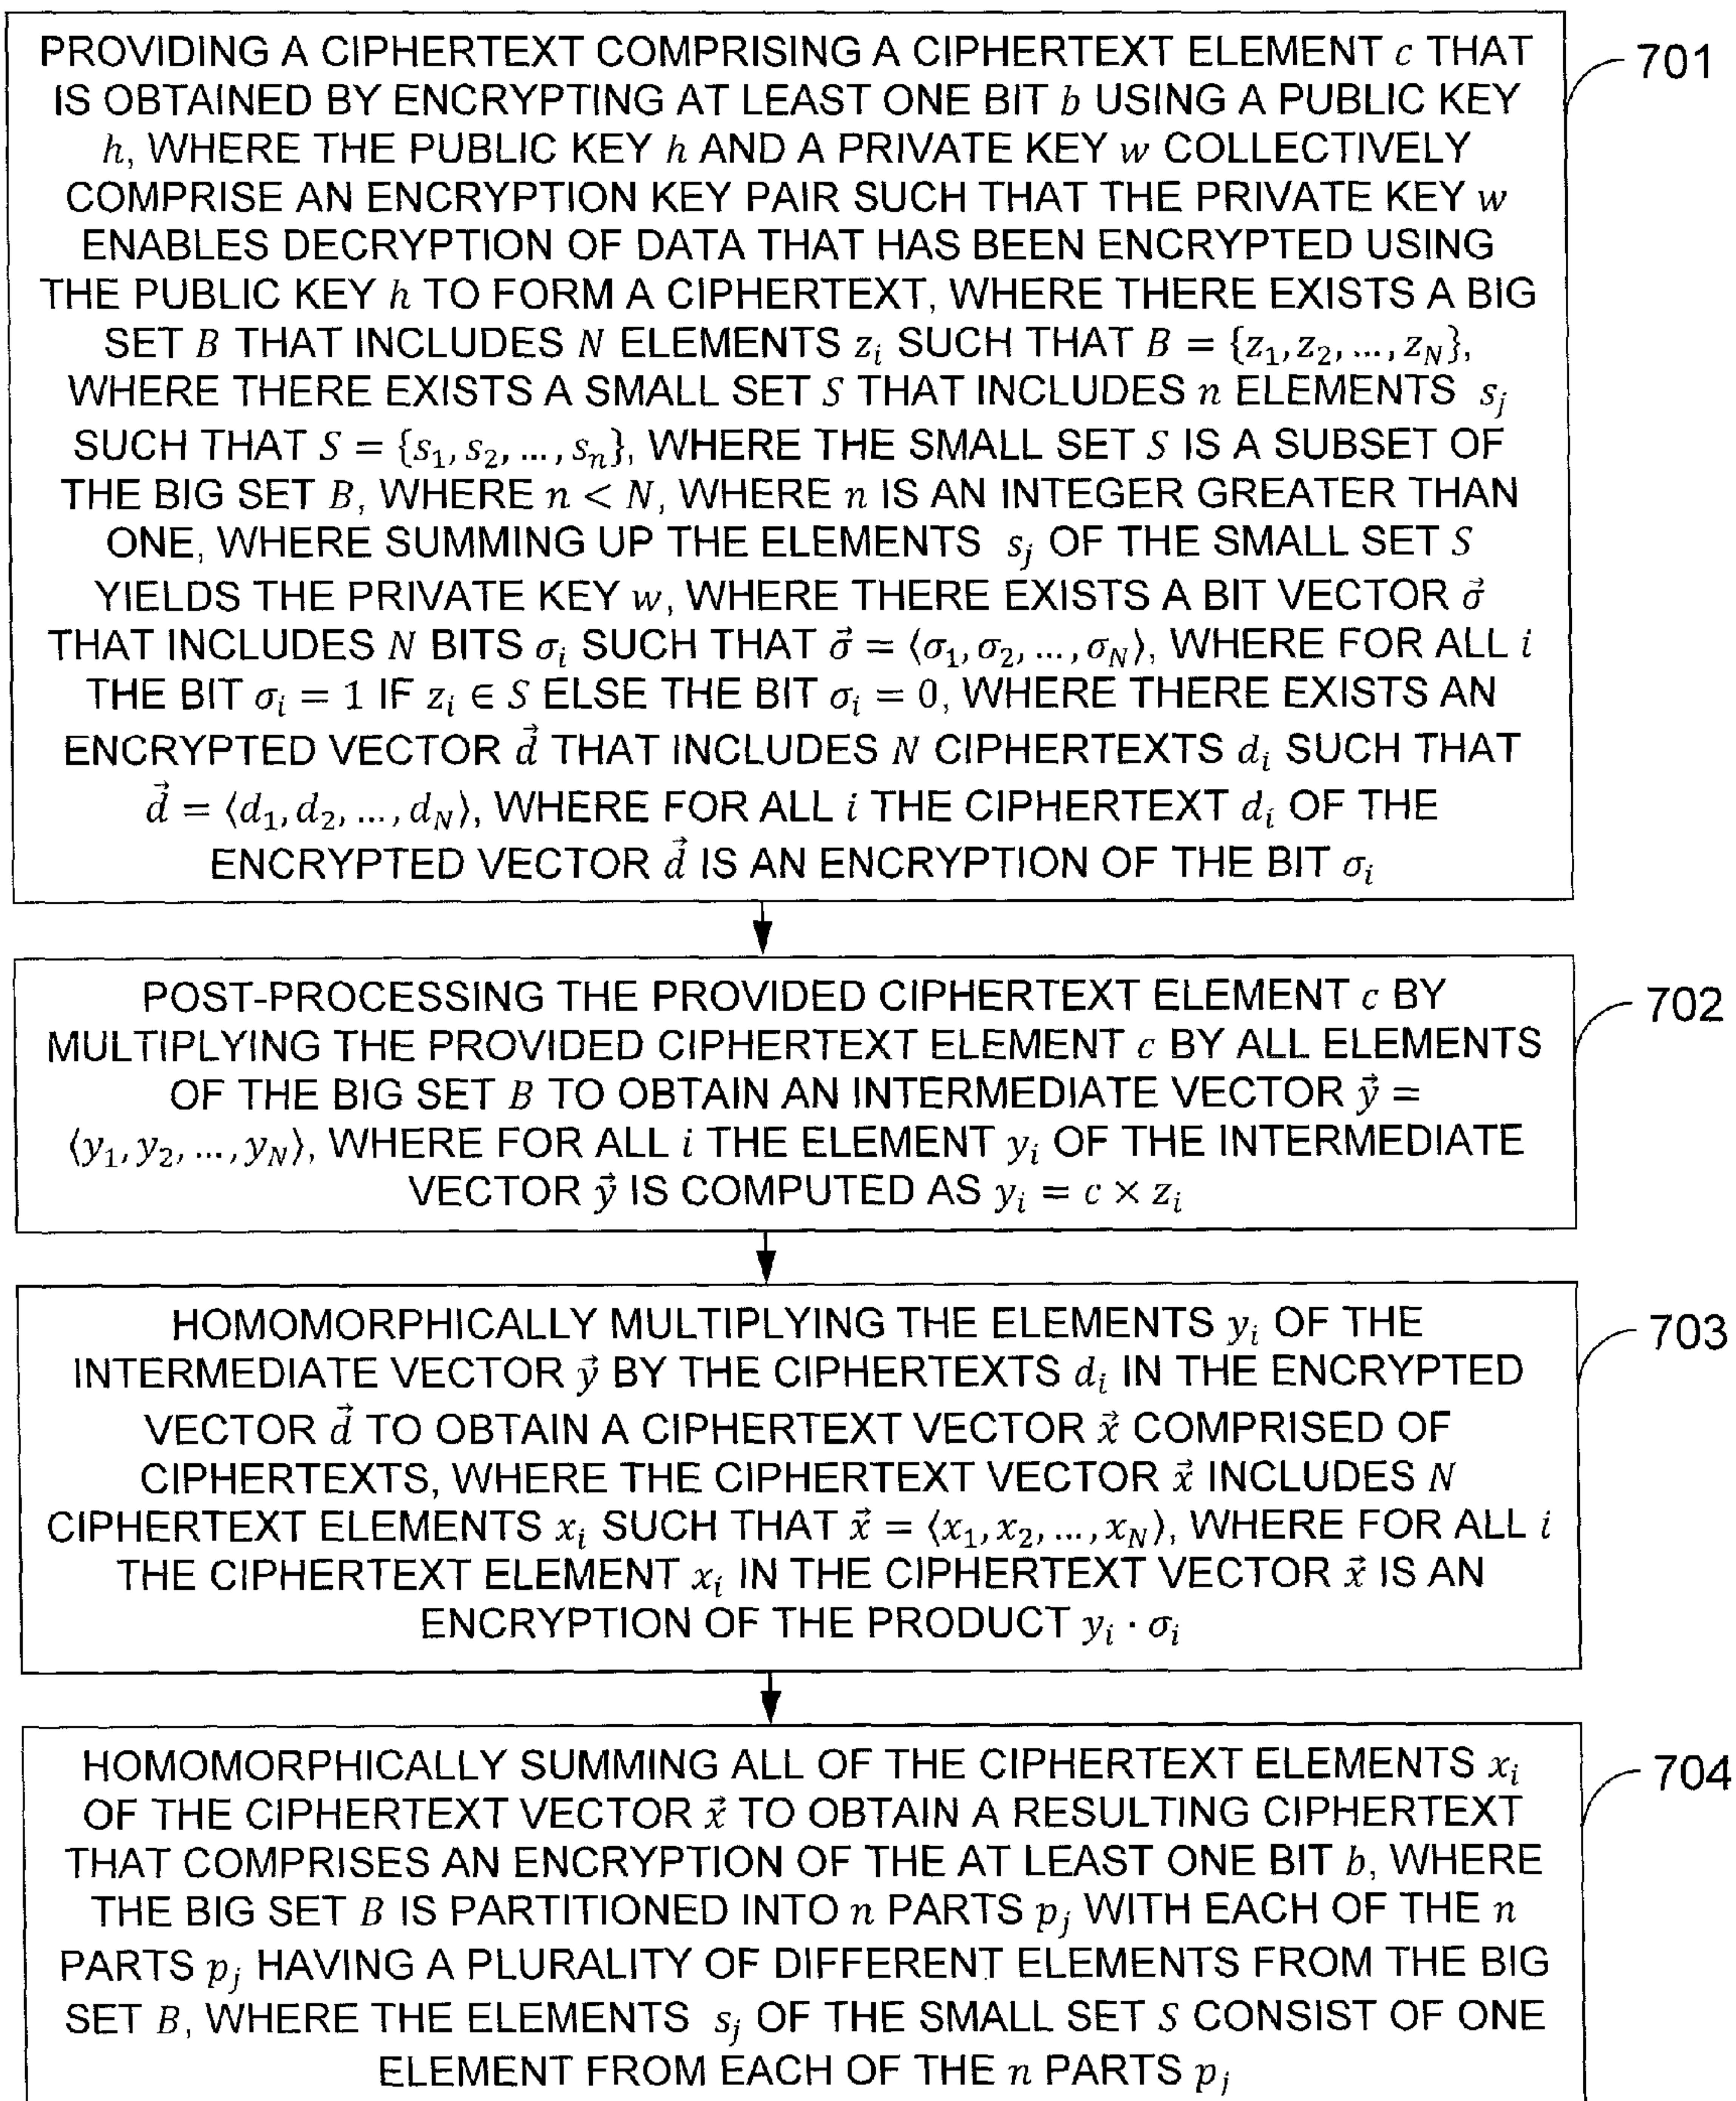 PROVIDING A CIPHERTEXT COMPRISING A CIPHERTEXT ELEMENT c THAT
IS OBTAINED BY ENCRYPTING AT LEAST ONE BIT b USING A PUBLIC KEY
h, WHERE THE PUBLIC KEY h AND A PRIVATE KEY w COLLECTIVELY
COMPRISE AN ENCRYPTION KEY PAIR SUCH THAT THE PRIVATE KEY w
ENABLES DECRYPTION OF DATA THAT HAS BEEN ENCRYPTED USING
THE PUBLIC KEY h TO FORM A CIPHERTEXT, WHERE THERE EXISTS A BIG
SET B THAT INCLUDES N ELEMENTS z_i SUCH THAT B = {z_1, z_2, ..., z_N},
WHERE THERE EXISTS A SMALL SET S THAT INCLUDES n ELEMENTS s_j
SUCH THAT S = {s_1, s_2, ..., s_n}, WHERE THE SMALL SET S IS A SUBSET OF
THE BIG SET B, WHERE n < N, WHERE n IS AN INTEGER GREATER THAN
ONE, WHERE SUMMING UP THE ELEMENTS s_j OF THE SMALL SET S
YIELDS THE PRIVATE KEY w, WHERE THERE EXISTS A BIT VECTOR σ⃗
THAT INCLUDES N BITS σ_i SUCH THAT σ⃗ = ⟨σ_1, σ_2, ..., σ_N⟩, WHERE FOR ALL i
THE BIT σ_i = 1 IF z_i ∈ S ELSE THE BIT σ_i = 0, WHERE THERE EXISTS AN
ENCRYPTED VECTOR d⃗ THAT INCLUDES N CIPHERTEXTS d_i SUCH THAT
d⃗ = ⟨d_1, d_2, ..., d_N⟩, WHERE FOR ALL i THE CIPHERTEXT d_i OF THE
ENCRYPTED VECTOR d⃗ IS AN ENCRYPTION OF THE BIT σ_i
701
POST-PROCESSING THE PROVIDED CIPHERTEXT ELEMENT c BY
MULTIPLYING THE PROVIDED CIPHERTEXT ELEMENT c BY ALL ELEMENTS
OF THE BIG SET B TO OBTAIN AN INTERMEDIATE VECTOR y⃗ =
⟨y_1, y_2, ..., y_N⟩, WHERE FOR ALL i THE ELEMENT y_i OF THE INTERMEDIATE
VECTOR y⃗ IS COMPUTED AS y_i = c × z_i
702
HOMOMORPHICALLY MULTIPLYING THE ELEMENTS y_i OF THE
INTERMEDIATE VECTOR y⃗ BY THE CIPHERTEXTS d_i IN THE ENCRYPTED
VECTOR d⃗ TO OBTAIN A CIPHERTEXT VECTOR x⃗ COMPRISED OF
CIPHERTEXTS, WHERE THE CIPHERTEXT VECTOR x⃗ INCLUDES N
CIPHERTEXT ELEMENTS x_i SUCH THAT x⃗ = ⟨x_1, x_2, ..., x_N⟩, WHERE FOR ALL i
THE CIPHERTEXT ELEMENT x_i IN THE CIPHERTEXT VECTOR x⃗ IS AN
ENCRYPTION OF THE PRODUCT y_i · σ_i
703
HOMOMORPHICALLY SUMMING ALL OF THE CIPHERTEXT ELEMENTS x_i
OF THE CIPHERTEXT VECTOR x⃗ TO OBTAIN A RESULTING CIPHERTEXT
THAT COMPRISES AN ENCRYPTION OF THE AT LEAST ONE BIT b, WHERE
THE BIG SET B IS PARTITIONED INTO n PARTS p_j WITH EACH OF THE n
PARTS p_j HAVING A PLURALITY OF DIFFERENT ELEMENTS FROM THE BIG
SET B, WHERE THE ELEMENTS s_j OF THE SMALL SET S CONSIST OF ONE
ELEMENT FROM EACH OF THE n PARTS p_j
704